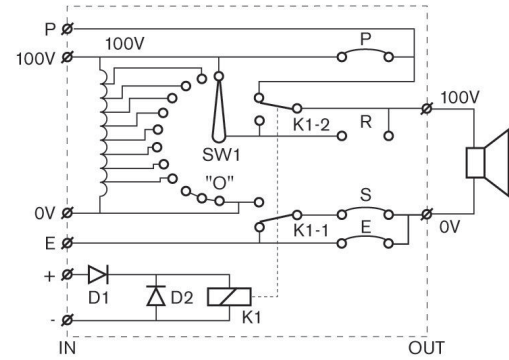 P
100V
100V
P
100V
K1-2
R
SW1
"O"
0V
S
0V
E
K1-1
E
+
D1
D2
K1
-
IN
OUT